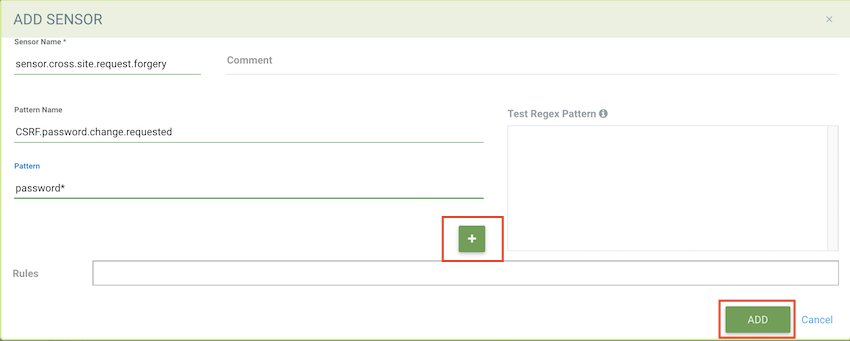 ADD SENSOR ×
Sensor Name *
sensor.cross.site.request.forgery
Comment
Pattern Name
CSRF.password.change.requested
Test Regex Pattern
Pattern
password*
+
Rules
ADD Cancel